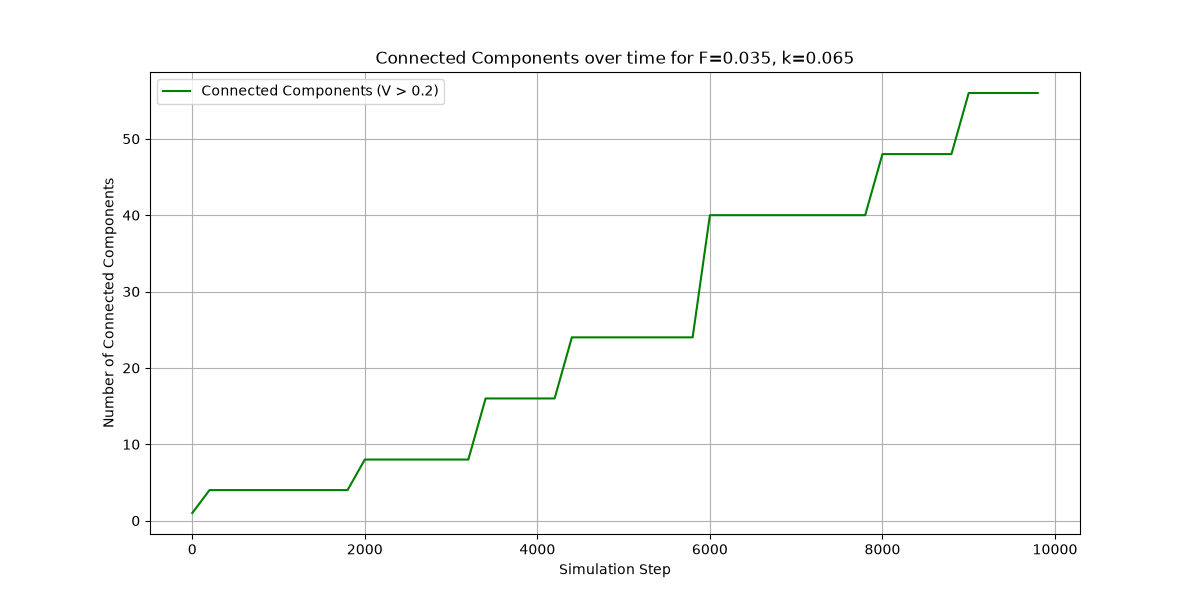 Connected Components over time for F=0.035, k=0.065
Connected Components (V > 0.2)
Number of Connected Components
50
40
30
20
10
0
0 2000 4000 6000 8000 10000
Simulation Step